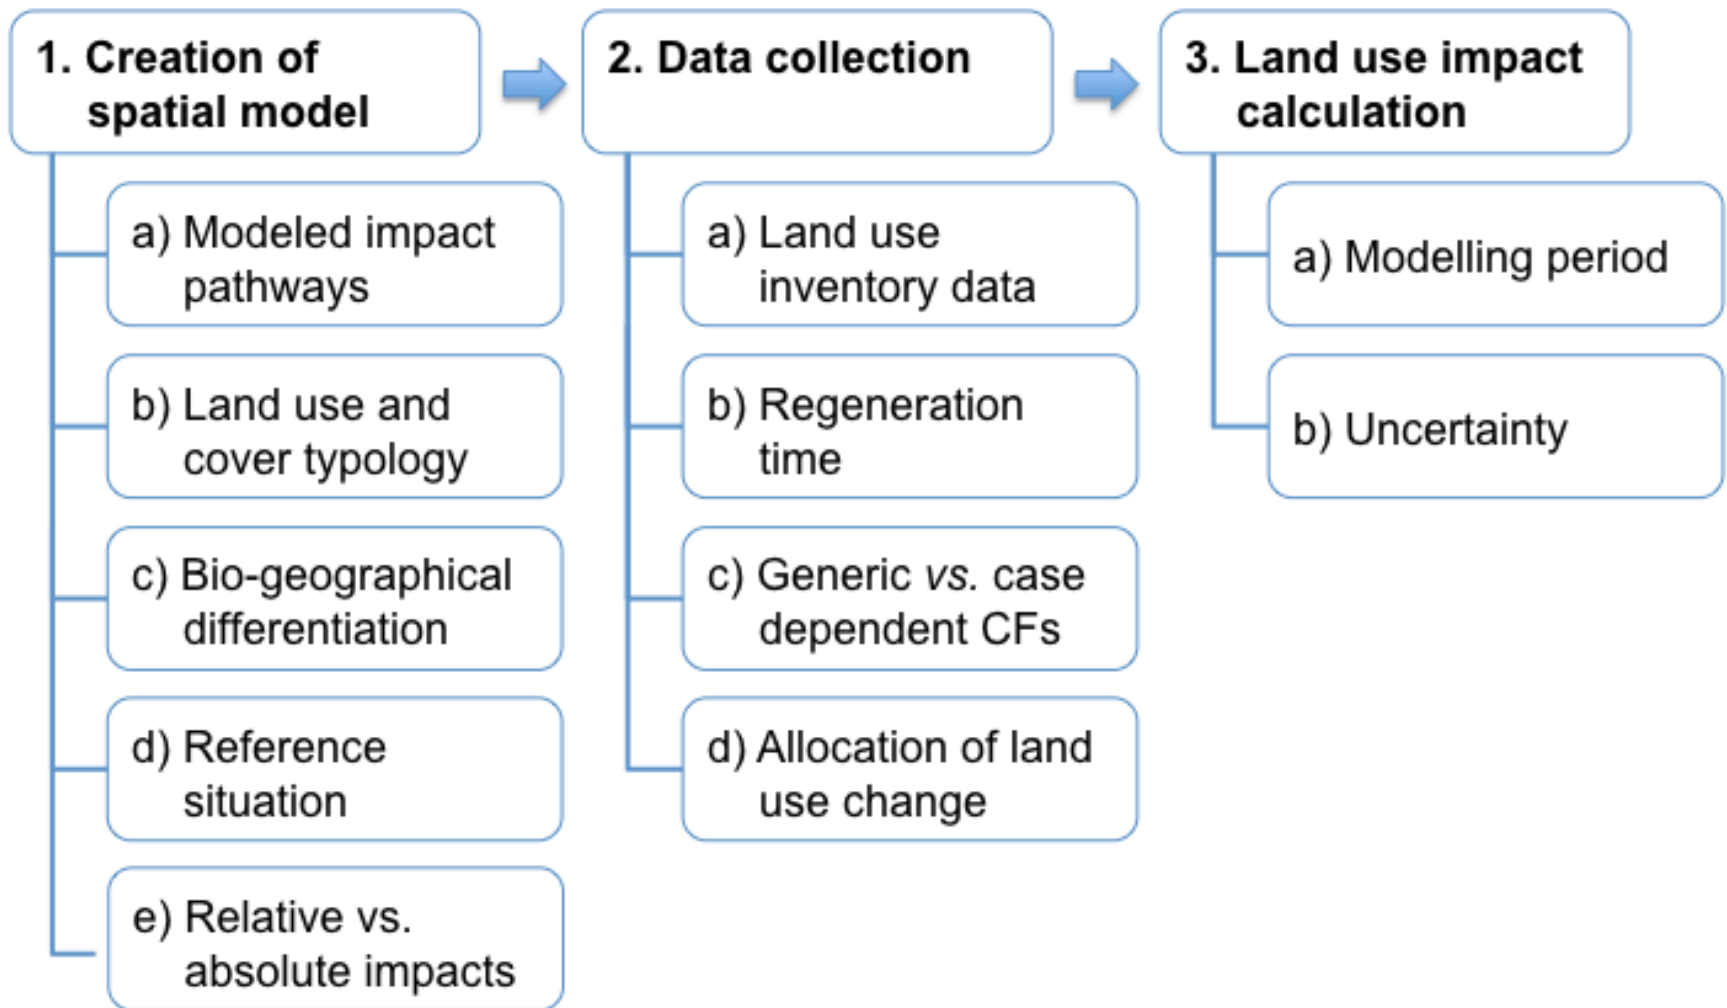 1. Creation of
spatial model
a) Modeled impact
pathways
b) Land use and
cover typology
c) Bio-geographical
differentiation
d) Reference
situation
e) Relative vs.
absolute impacts
2. Data collection
a) Land use
inventory data
b) Regeneration
time
c) Generic vs. case
dependent CFs
d) Allocation of land
use change
3. Land use impact
calculation
a) Modelling period
b) Uncertainty